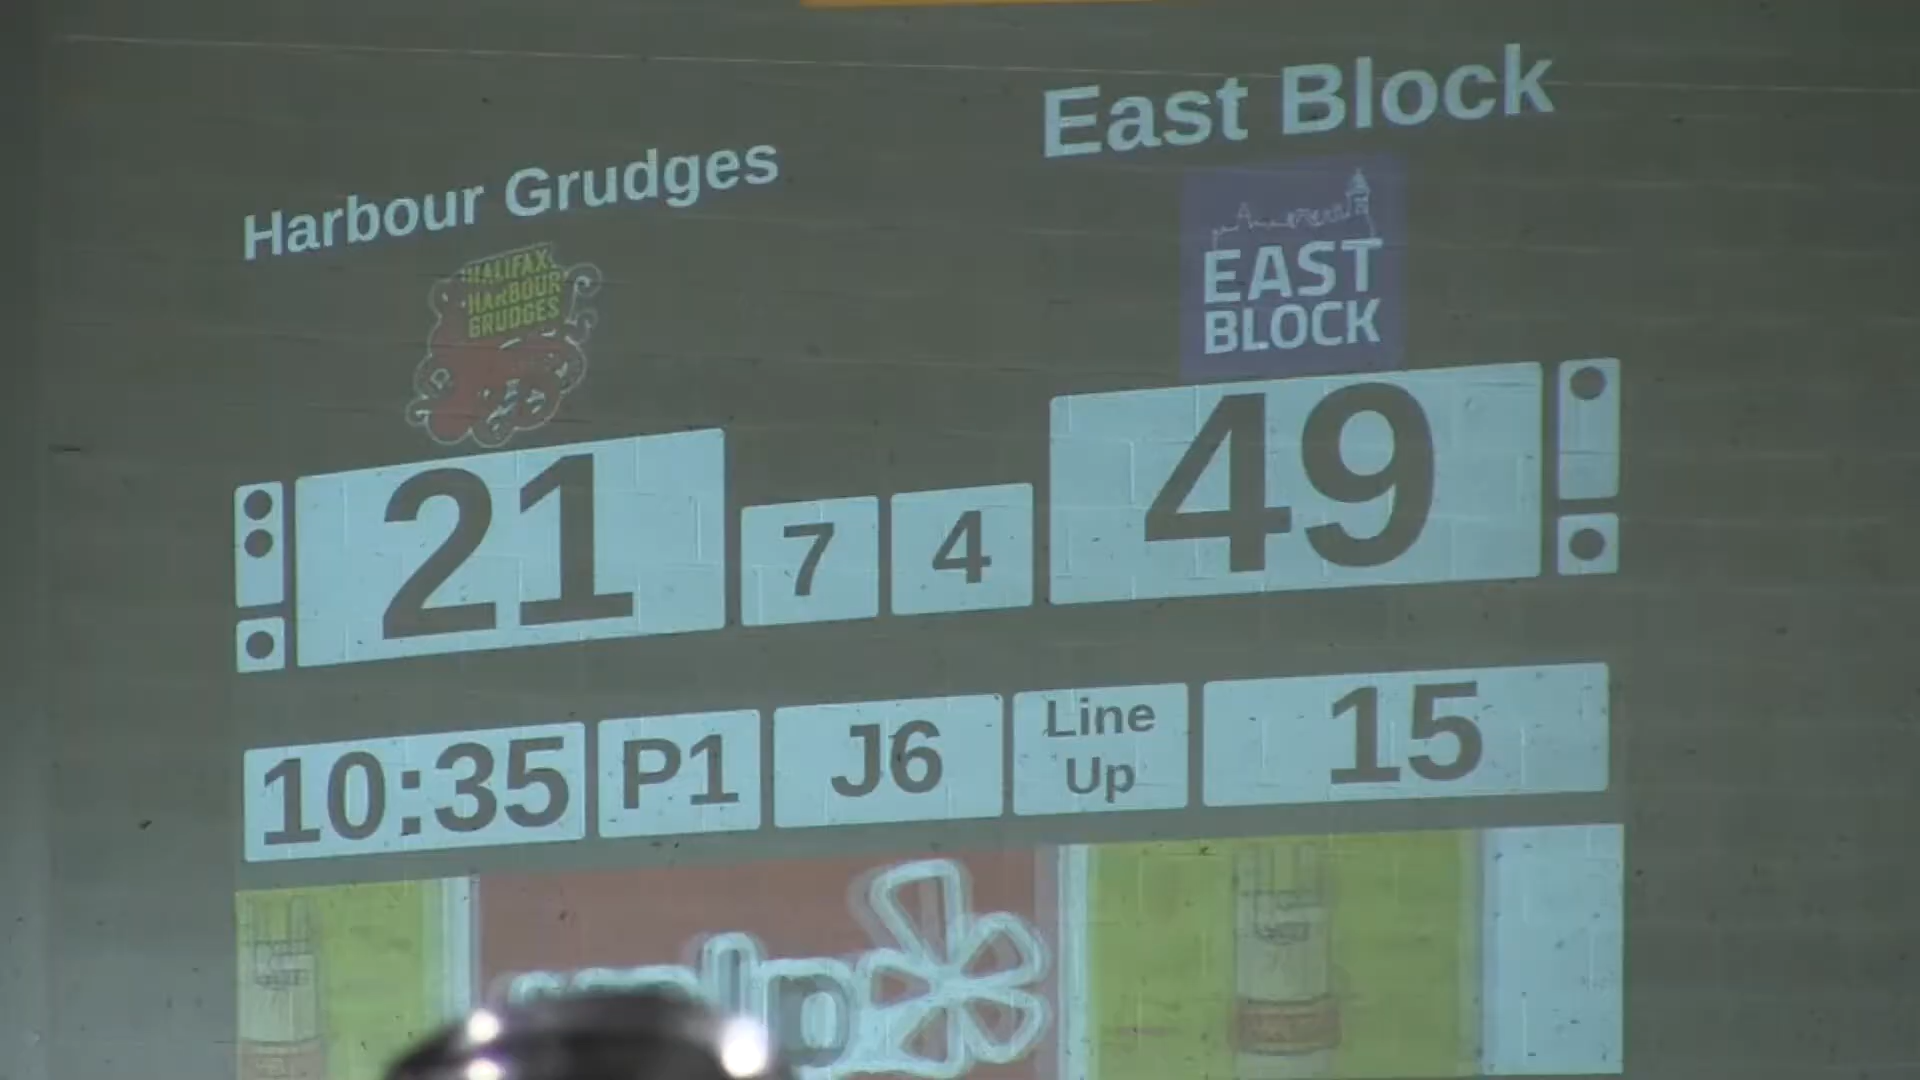 East Block
Harbour Grudges
HALIFAX
HARBOUR
GRUDGES
EAST
BLOCK
21
7
4
49
10:35
P1
J6
Line
Up
15